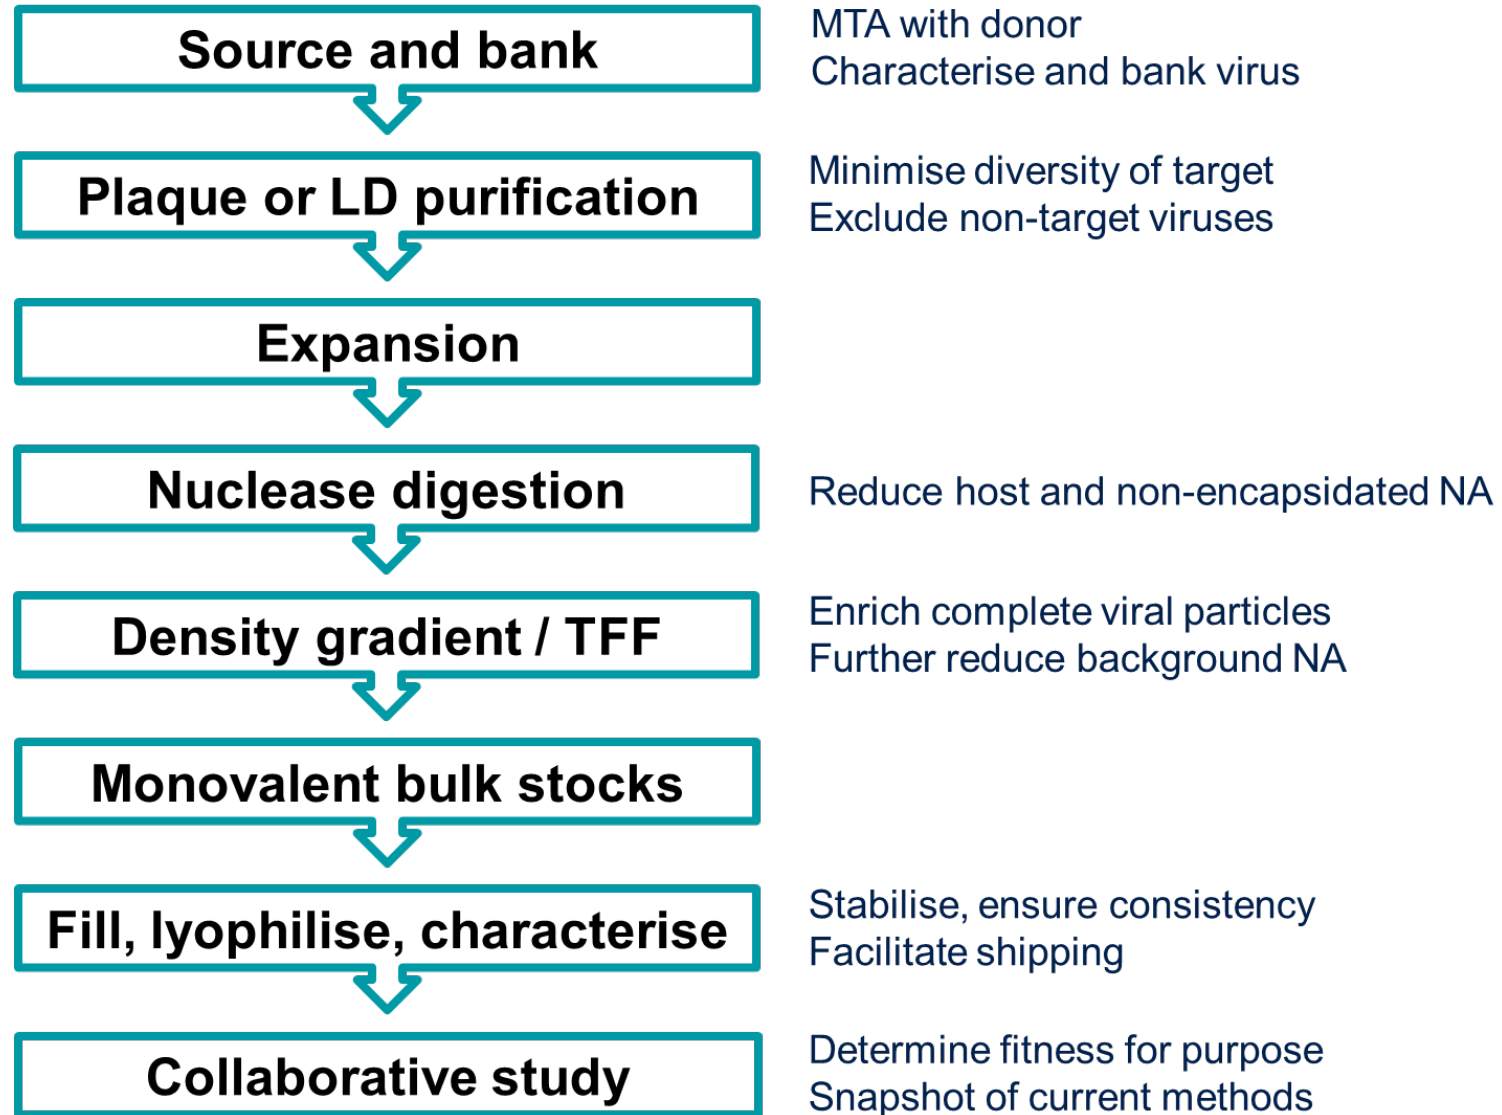 Source and bank
MTA with donor
Characterise and bank virus
Plaque or LD purification
Minimise diversity of target
Exclude non-target viruses
Expansion
Nuclease digestion
Reduce host and non-encapsidated NA
Density gradient / TFF
Enrich complete viral particles
Further reduce background NA
Monovalent bulk stocks
Fill, lyophilise, characterise
Stabilise, ensure consistency
Facilitate shipping
Collaborative study
Determine fitness for purpose
Snapshot of current methods